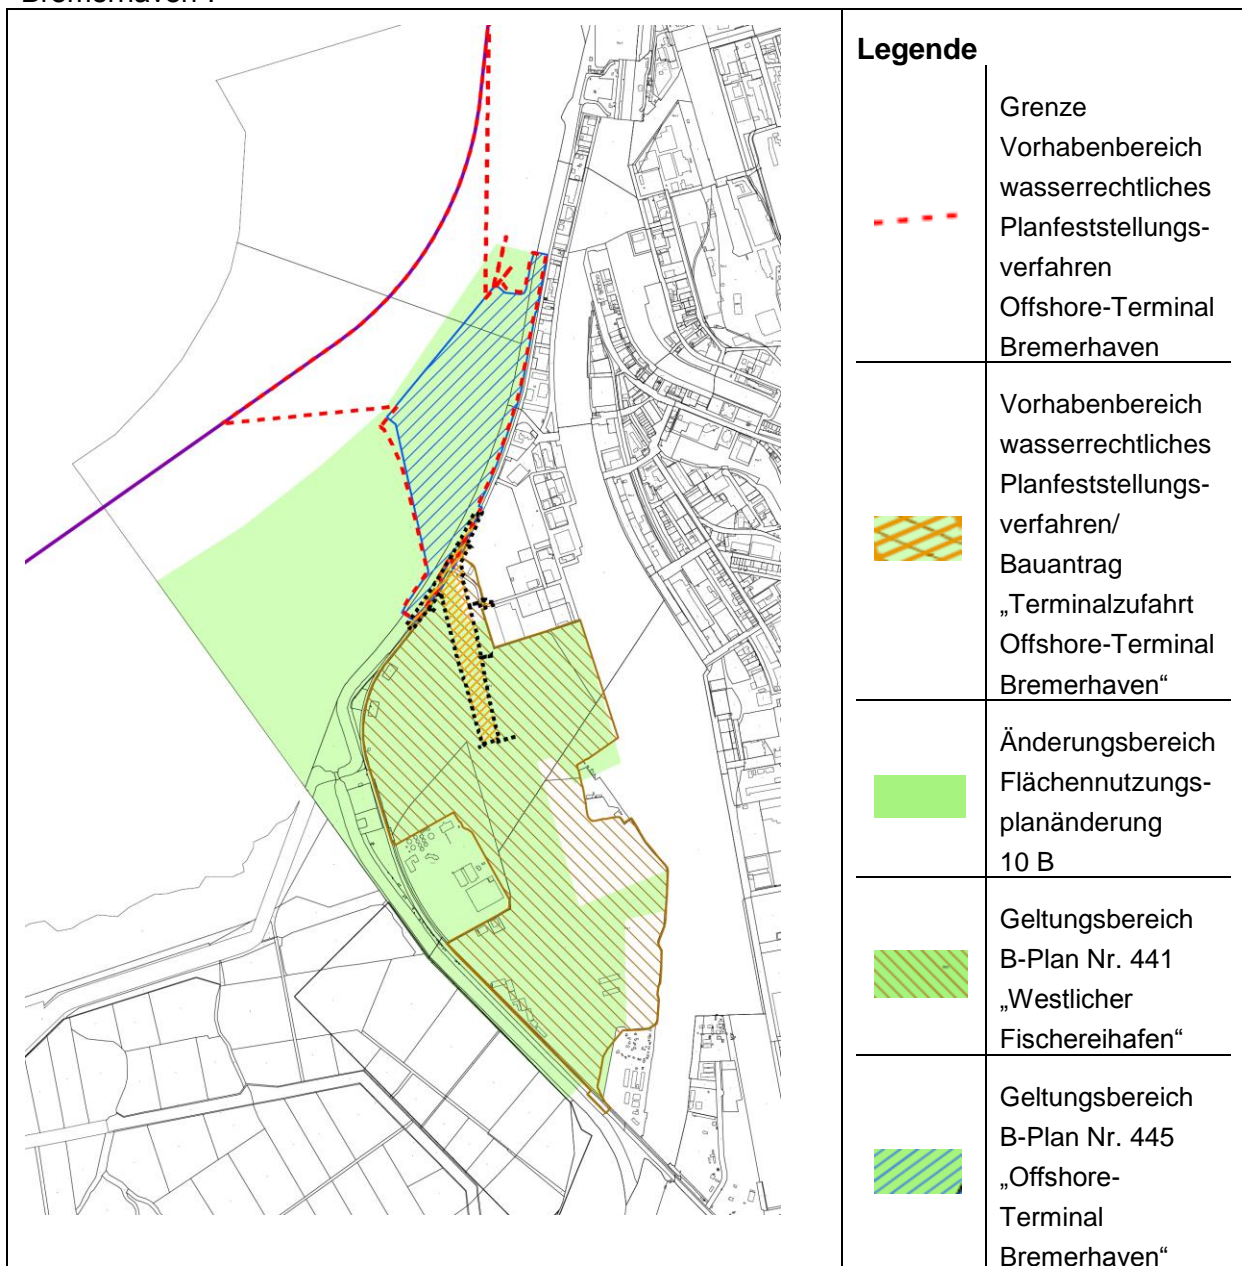 Bremerhaven“.
Legende
Grenze
Vorhabenbereich
wasserrechtliches
Planfeststellungs-
verfahren
Offshore-Terminal
Bremerhaven
Vorhabenbereich
wasserrechtliches
Planfeststellungs-
verfahren/
Bauantrag
„Terminalzufahrt
Offshore-Terminal
Bremerhaven“
Änderungsbereich
Flächennutzungs-
planänderung
10 B
Geltungsbereich
B-Plan Nr. 441
„Westlicher
Fischereihafen“
Geltungsbereich
B-Plan Nr. 445
„Offshore-
Terminal
Bremerhaven“